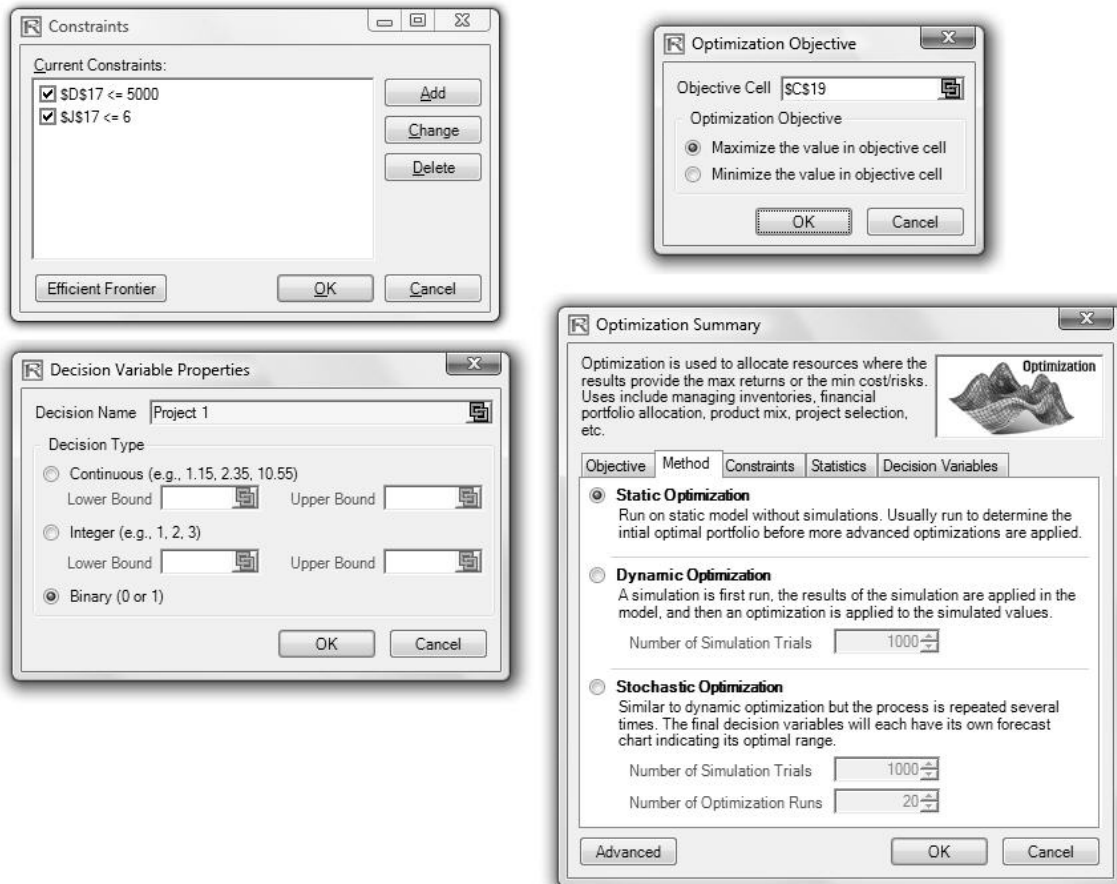 Constraints
Current Constraints:
$D$17 <= 5000
$J$17 <= 6
Add
Change
Delete
Efficient Frontier
OK
Cancel
Optimization Objective
Objective Cell $C$19
Optimization Objective
Maximize the value in objective cell
Minimize the value in objective cell
OK
Cancel
Decision Variable Properties
Decision Name Project 1
Decision Type
Continuous (e.g., 1.15, 2.35, 10.55)
Lower Bound
Upper Bound
Integer (e.g., 1, 2, 3)
Lower Bound
Upper Bound
Binary (0 or 1)
OK
Cancel
Optimization Summary
Optimization is used to allocate resources where the
results provide the max returns or the min cost/risks.
Uses include managing inventories, financial
portfolio allocation, product mix, project selection,
etc.
Optimization
Objective
Method
Constraints
Statistics
Decision Variables
Static Optimization
Run on static model without simulations. Usually run to determine the
intial optimal portfolio before more advanced optimizations are applied.
Dynamic Optimization
A simulation is first run, the results of the simulation are applied in the
model, and then an optimization is applied to the simulated values.
Number of Simulation Trials 1000
Stochastic Optimization
Similar to dynamic optimization but the process is repeated several
times. The final decision variables will each have its own forecast
chart indicating its optimal range.
Number of Simulation Trials 1000
Number of Optimization Runs 20
Advanced
OK
Cancel